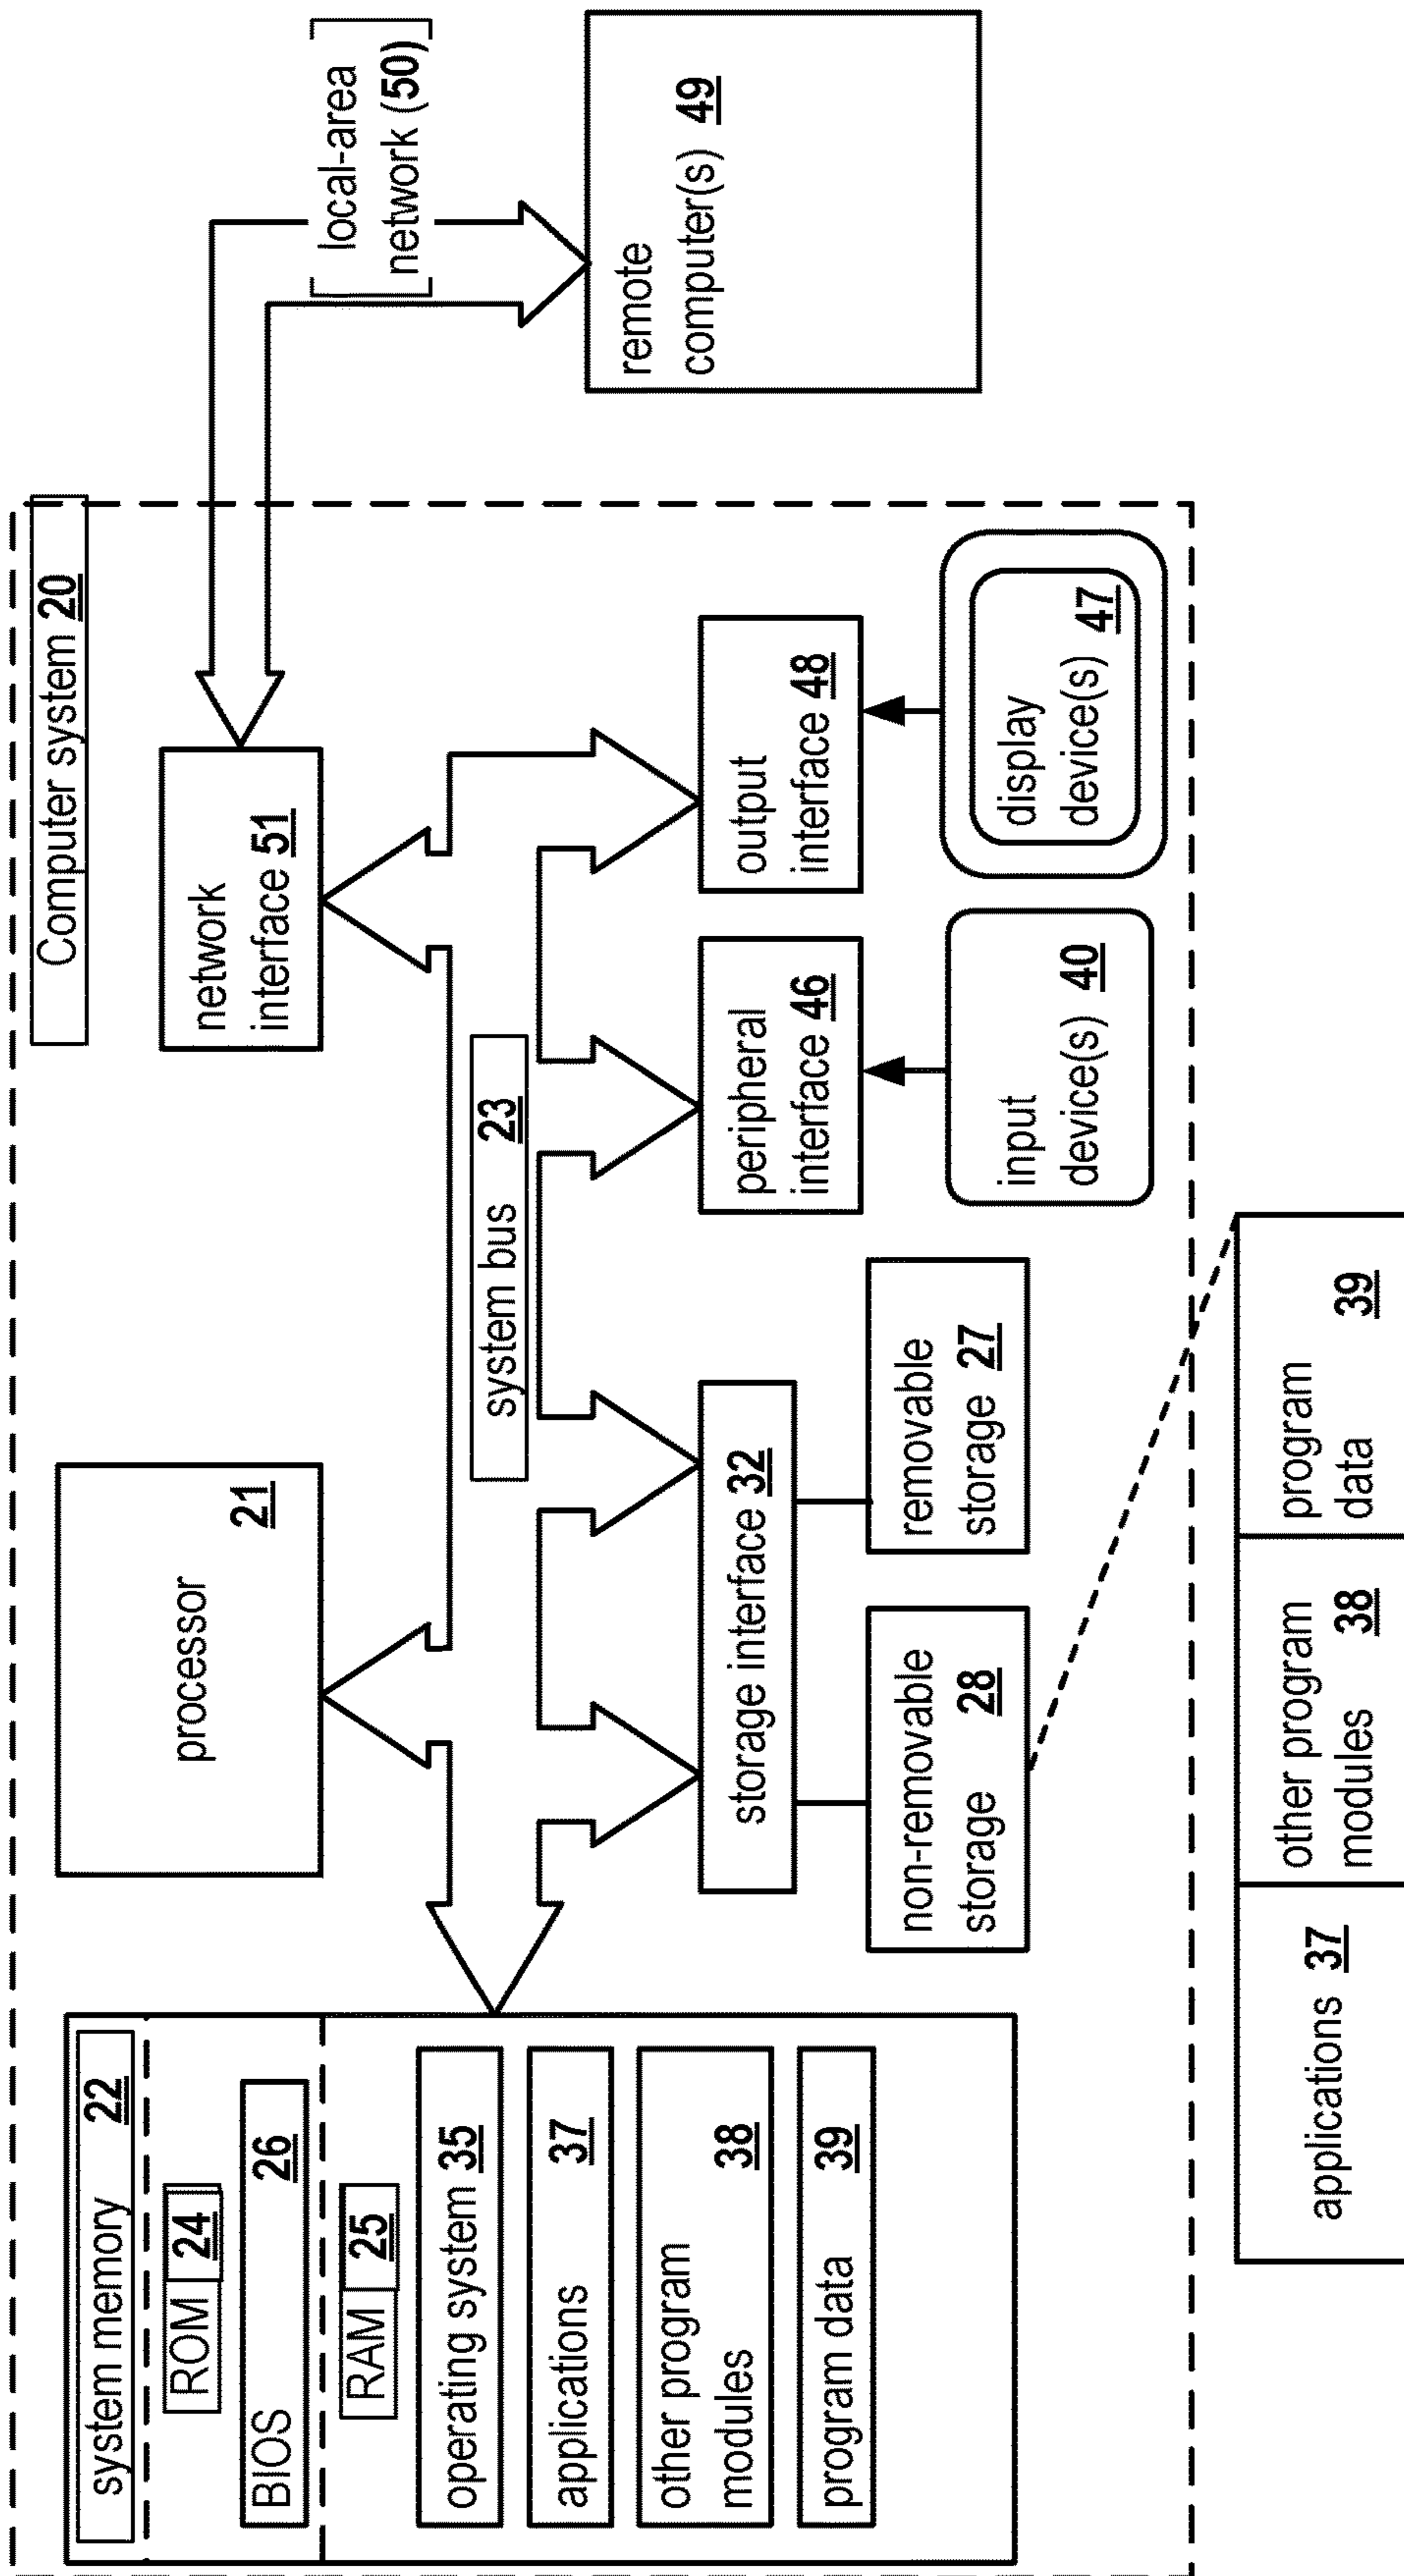 Computer system 20
system memory 22
ROM 24
BIOS 26
RAM 25
operating system 35
applications 37
other program
modules 38
program data 39
processor
21
network
interface 51
local-area
network (50)
system bus 23
storage interface 32
peripheral
interface 46
output
interface 48
remote
computer(s) 49
non-removable
storage 28
removable
storage 27
input
device(s) 40
display
device(s) 47
applications 37
other program
modules 38
program
data 39